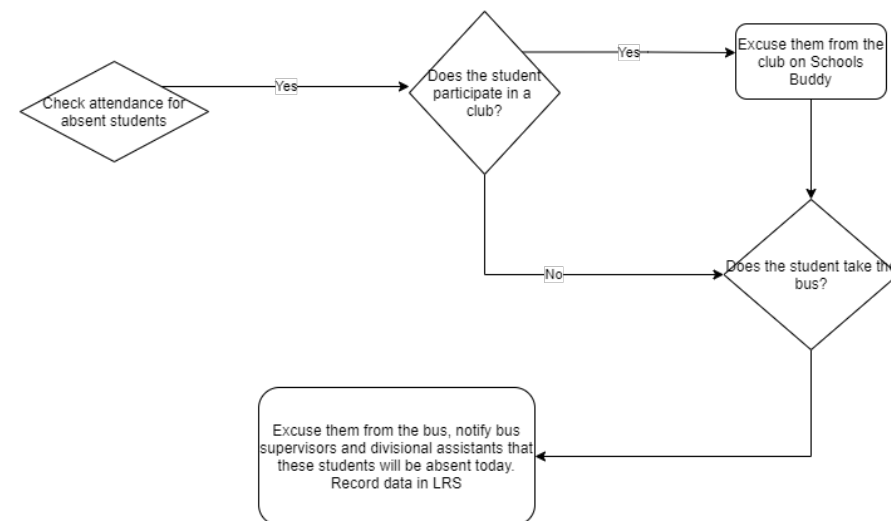 Check attendance for
absent students
Yes
Does the student
participate in a
club?
Yes
Excuse them from the
club on Schools
Buddy
No
Does the student take the
bus?
Excuse them from the bus, notify bus
supervisors and divisional assistants that
these students will be absent today.
Record data in LRS